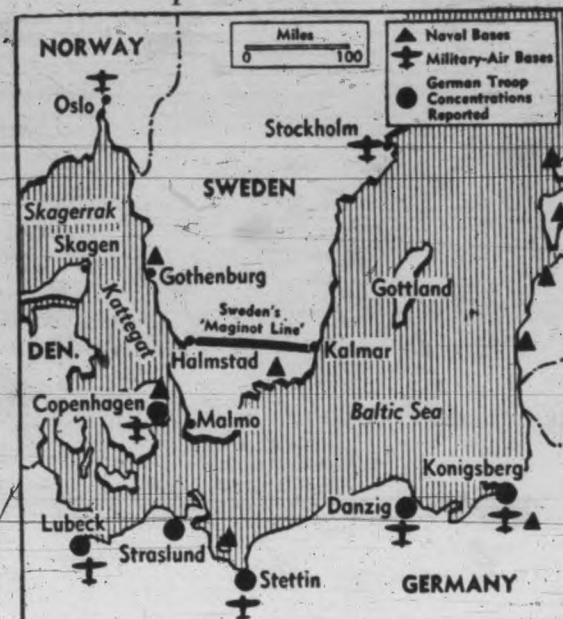 NORWAY
Miles
0 100
Naval Bases
Military-Air Bases
German Troop
Concentrations
Reported
Oslo
Stockholm
SWEDEN
Skagerrak
Skagen
Gothenburg
Kattegat
Gottland
Sweden's
'Maginot Line'
DEN.
Halmstad
Kalmar
Copenhagen
Malmo
Baltic Sea
Konigsberg
Danzig
Lubeck
Straslund
Stettin
GERMANY